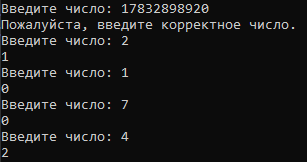 Введите число: 17832898920
Пожалуйста, введите корректное число.
Введите число: 2
1
Введите число: 1
0
Введите число: 7
0
Введите число: 4
2